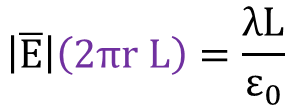 |E̅|(2πr L) = λL/ε₀